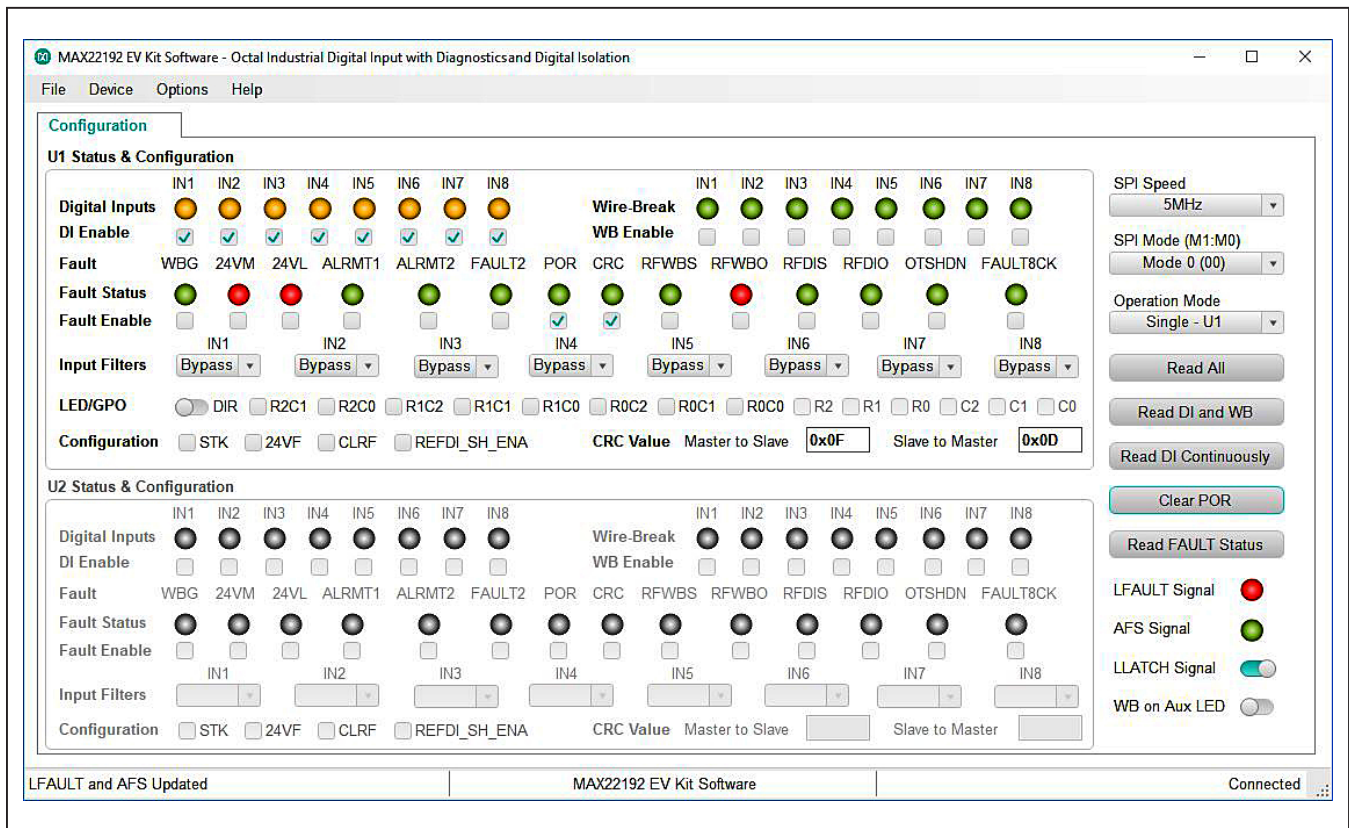 MAX22192 EV Kit Software - Octal Industrial Digital Input with Diagnosticsand Digital Isolation
File Device Options Help
Configuration
U1 Status & Configuration
IN1 IN2 IN3 IN4 IN5 IN6 IN7 IN8 IN1 IN2 IN3 IN4 IN5 IN6 IN7 IN8
Digital Inputs Wire-Break
DI Enable WB Enable
Fault WBG 24VM 24VL ALRMT1 ALRMT2 FAULT2 POR CRC RFWBS RFWBO RFDIS RFDIO OTSHDN FAULT8CK
Fault Status
Fault Enable
IN1 IN2 IN3 IN4 IN5 IN6 IN7 IN8
Input Filters Bypass Bypass Bypass Bypass Bypass Bypass Bypass Bypass
LED/GPO DIR R2C1 R2C0 R1C2 R1C1 R1C0 R0C2 R0C1 R0C0 R2 R1 R0 C2 C1 C0
Configuration STK 24VF CLRF REFDI_SH_ENA CRC Value Master to Slave 0x0F Slave to Master 0x0D
U2 Status & Configuration
IN1 IN2 IN3 IN4 IN5 IN6 IN7 IN8 IN1 IN2 IN3 IN4 IN5 IN6 IN7 IN8
Digital Inputs Wire-Break
DI Enable WB Enable
Fault WBG 24VM 24VL ALRMT1 ALRMT2 FAULT2 POR CRC RFWBS RFWBO RFDIS RFDIO OTSHDN FAULT8CK
Fault Status
Fault Enable
IN1 IN2 IN3 IN4 IN5 IN6 IN7 IN8
Input Filters
Configuration STK 24VF CLRF REFDI_SH_ENA CRC Value Master to Slave Slave to Master
SPI Speed
5MHz
SPI Mode (M1:M0)
Mode 0 (00)
Operation Mode
Single - U1
Read All
Read DI and WB
Read DI Continuously
Clear POR
Read FAULT Status
LFAULT Signal
AFS Signal
LLATCH Signal
WB on Aux LED
LFAULT and AFS Updated MAX22192 EV Kit Software Connected